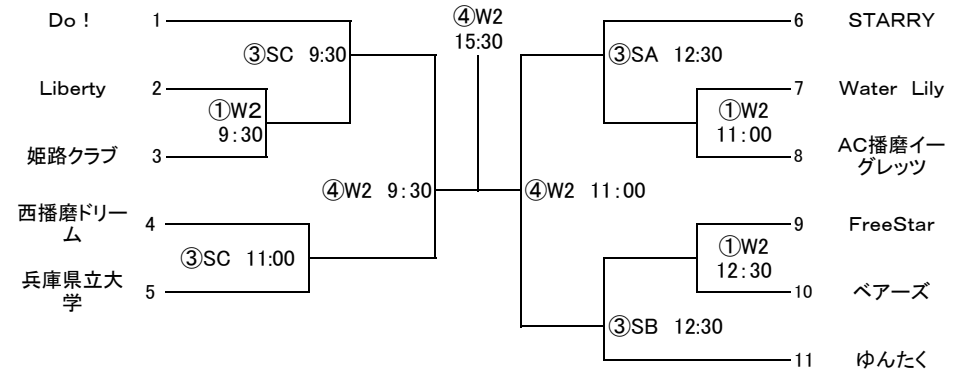 Do！ 1
③SC 9:30
Liberty 2
①W2
9:30
姫路クラブ 3
④W2 9:30
西播磨ドリー
ム
4
③SC 11:00
兵庫県立大
学
5
④W2
15:30
6 STARRY
③SA 12:30
7 Water Lily
①W2
11:00
8 AC播磨イー
グレッツ
④W2 11:00
9 FreeStar
①W2
12:30
10 ベアーズ
③SB 12:30
11 ゆんたく